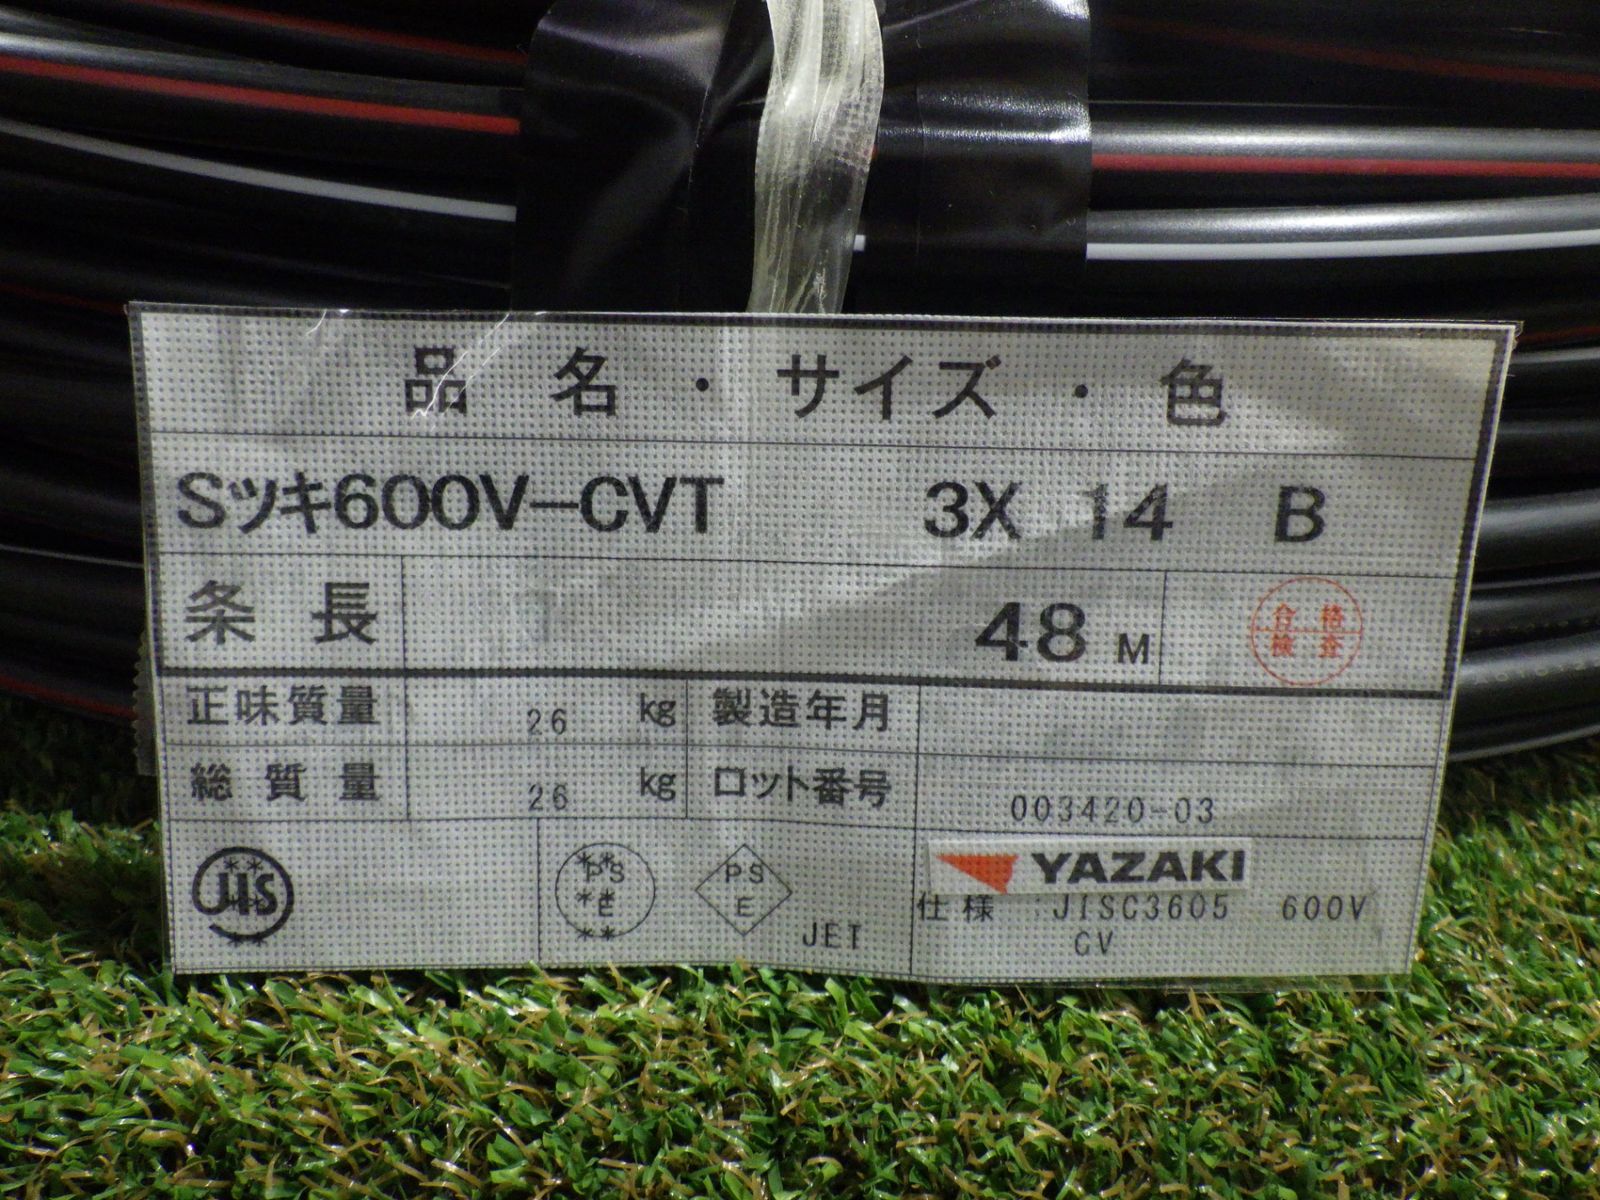 品名・サイズ・色
Sツキ600V-CVT 3X 14 B
条長 48 M 合格
検査
正味質量 26 kg 製造年月
総質量 26 kg ロット番号 003420-03
JIS PS E PS E JET YAZAKI
仕様 JISC3605 600V
CV